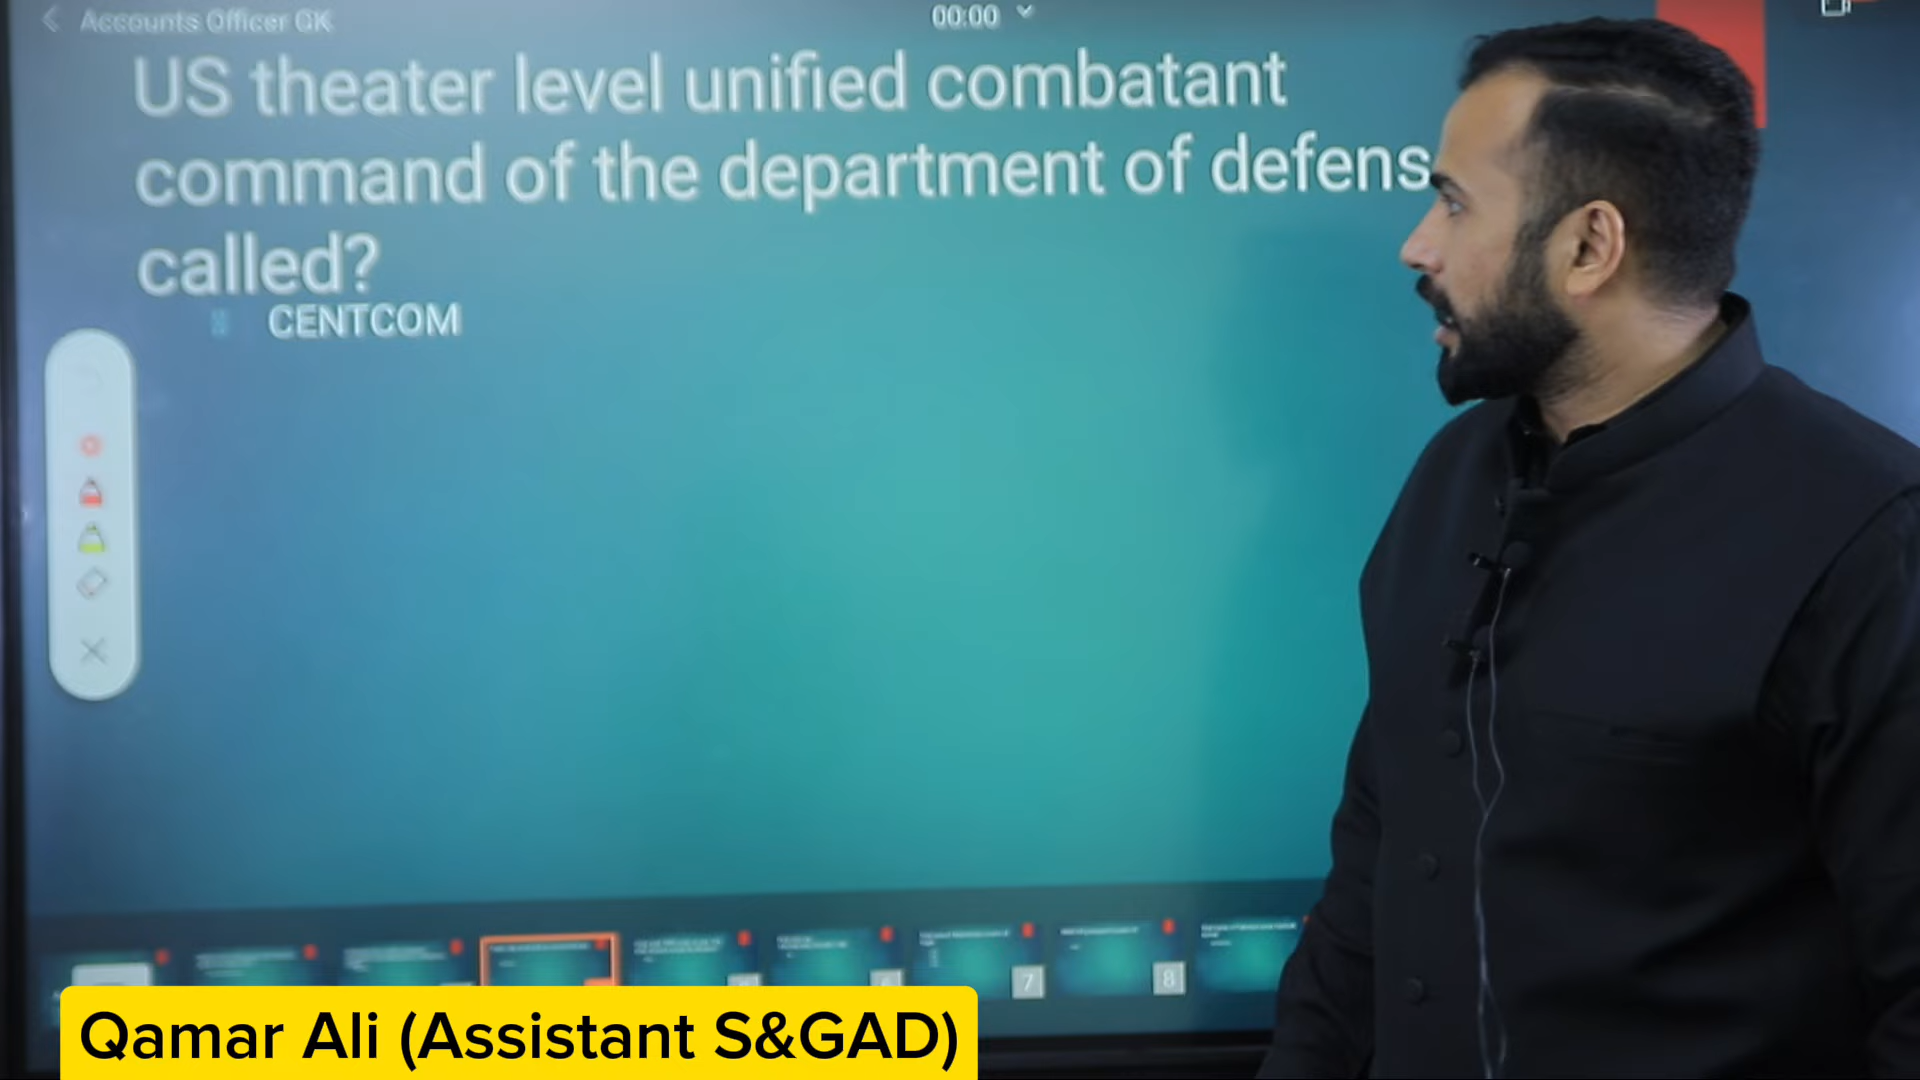 Accounts Officer GK
00:00
US theater level unified combatant
command of the department of defens
called?
CENTCOM
7
8
Qamar Ali (Assistant S&GAD)